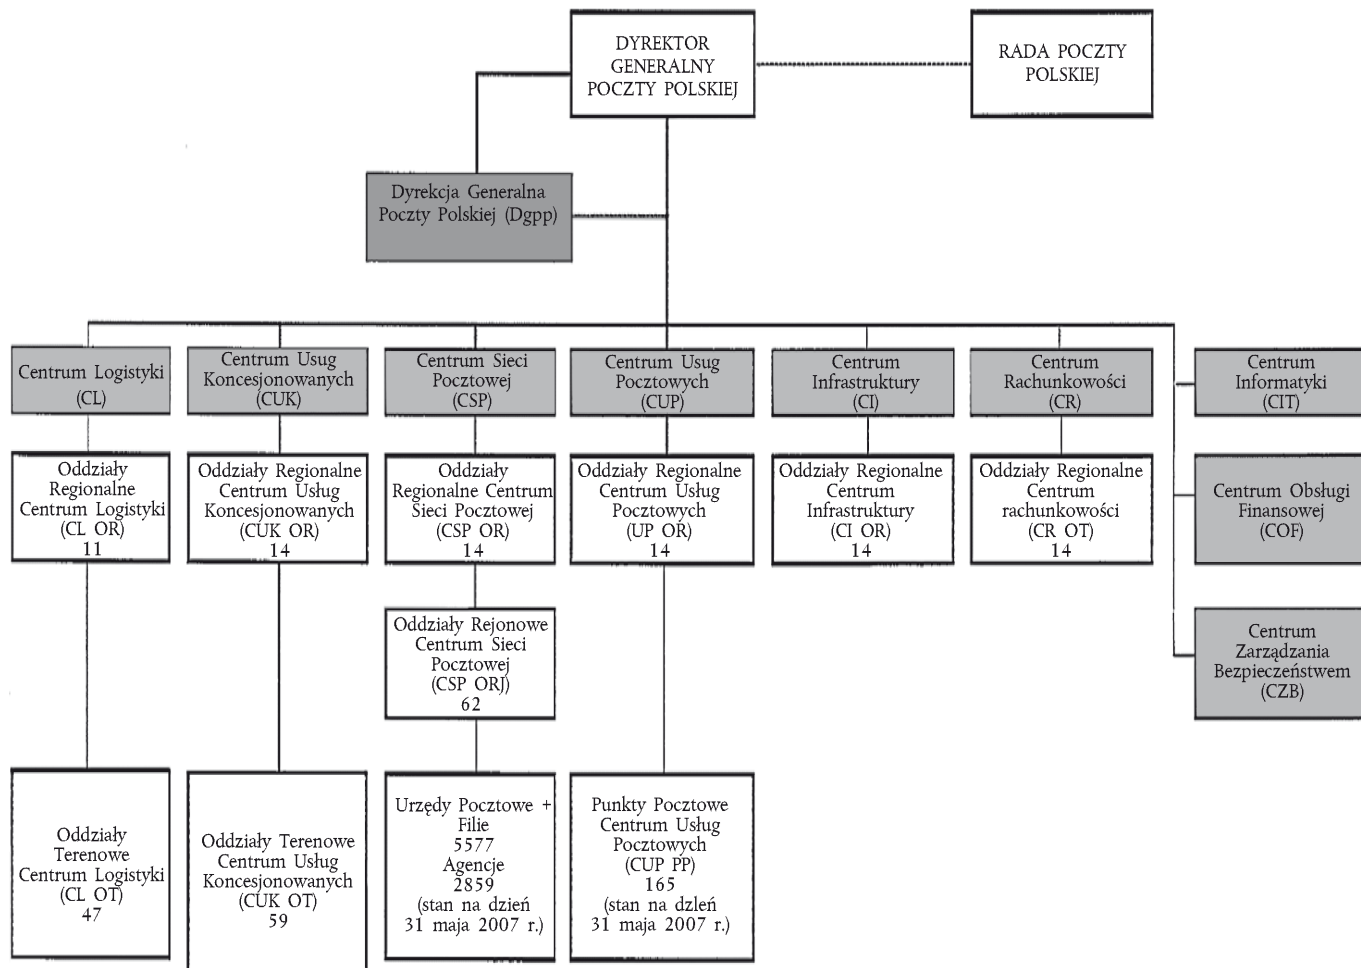 DYREKTOR
GENERALNY
POCZTY POLSKIEJ
RADA POCZTY
POLSKIEJ
Dyrekcja Generalna
Poczty Polskiej (Dgpp)
Centrum Logistyki
(CL)
Centrum Usug
Koncesjonowanych
(CUK)
Centrum Sieci
Pocztowej
(CSP)
Centrum Usug
Pocztowych
(CUP)
Centrum
Infrastruktury
(CI)
Centrum
Rachunkowości
(CR)
Centrum
Informatyki
(CIT)
Oddziały
Regionalne
Centrum Logistyki
(CL OR)
11
Oddziały Regionalne
Centrum Usług
Koncesjonowanych
(CUK OR)
14
Oddziały
Regionalne Centrum
Sieci Pocztowej
(CSP OR)
14
Oddziały Regionalne
Centrum Usług
Pocztowych
(UP OR)
14
Oddziały Regionalne
Centrum
Infrastruktury
(CI OR)
14
Oddziały Regionalne
Centrum
rachunkowości
(CR OT)
14
Centrum Obsługi
Finansowej
(COF)
Oddziały Rejonowe
Centrum Sieci
Pocztowej
(CSP ORJ)
62
Centrum
Zarządzania
Bezpieczeństwem
(CZB)
Oddziały
Terenowe
Centrum Logistyki
(CL OT)
47
Oddziały Terenowe
Centrum Usług
Koncesjonowanych
(CUK OT)
59
Urzędy Pocztowe +
Filie
5577
Agencje
2859
(stan na dzień
31 maja 2007 r.)
Punkty Pocztowe
Centrum Usług
Pocztowych
(CUP PP)
165
(stan na dzleń
31 maja 2007 r.)